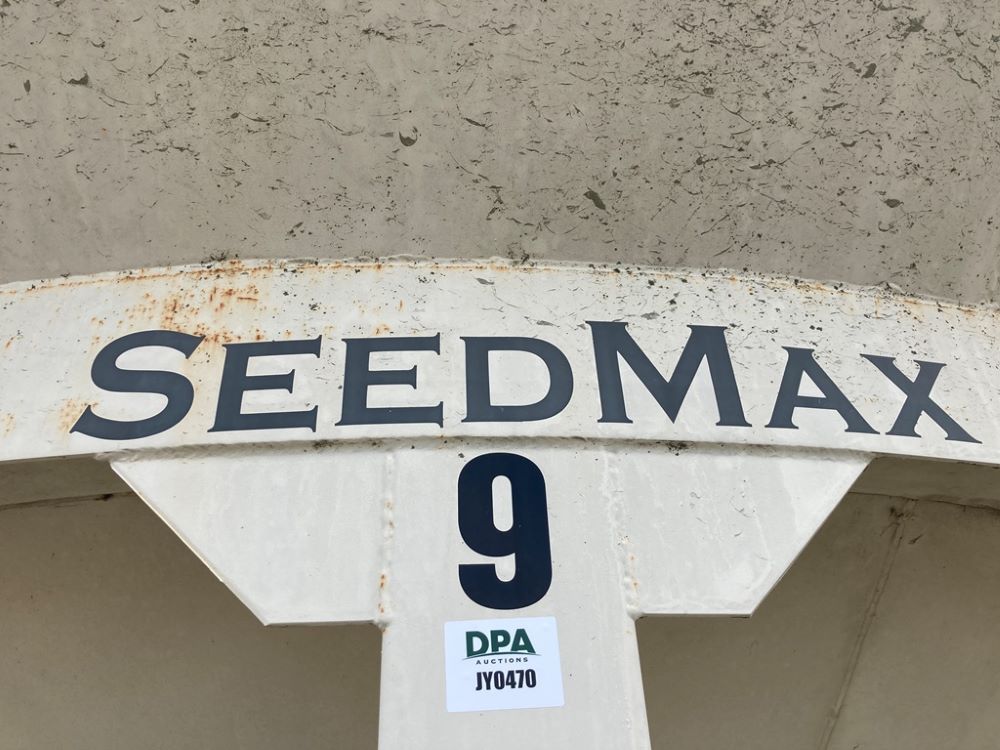 SEEDMAX
9
DPA
AUCTIONS
JY0470